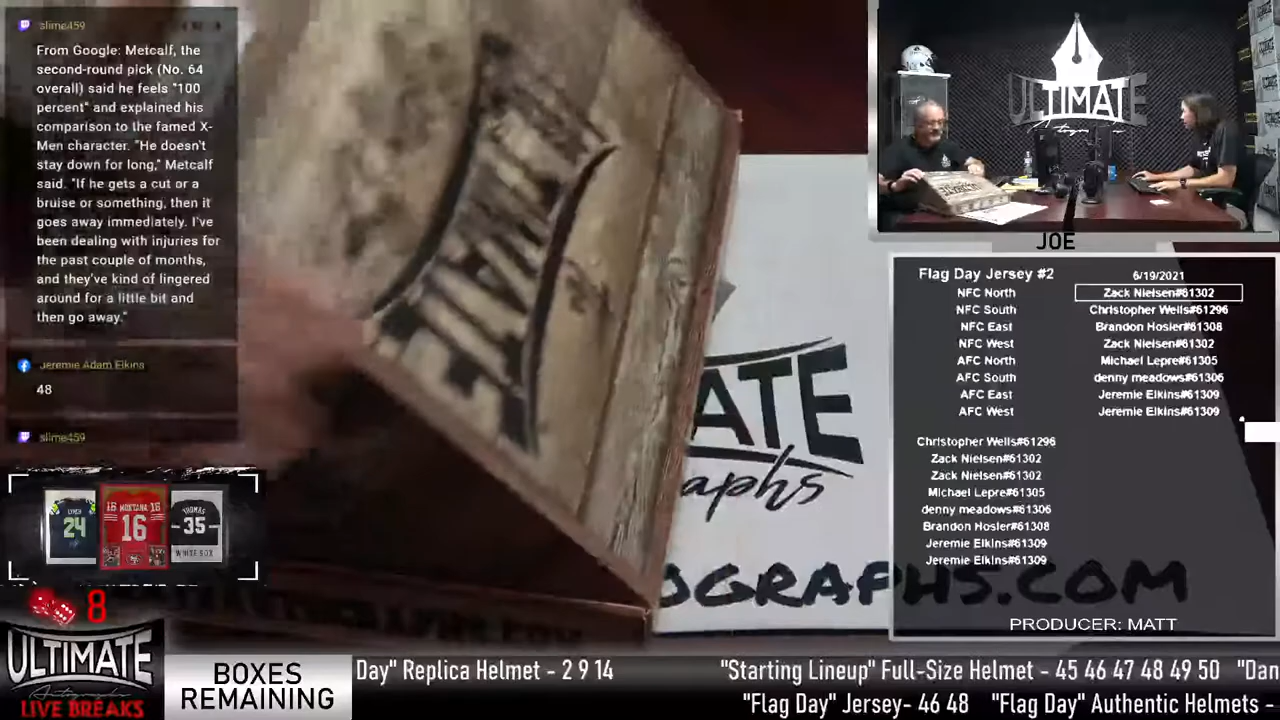 slime459
From Google: Metcalf, the
second-round pick (No. 64
overall) said he feels "100
percent" and explained his
comparison to the famed X-
Men character. "He doesn't
stay down for long," Metcalf
said. "If he gets a cut or a
bruise or something, then it
goes away immediately. I've
been dealing with injuries for
the past couple of months,
and they've kind of lingered
around for a little bit and
then go away."
Jeremie Adam Elkins
48
slime459
LYNCH
24
16 MONTANA 16
16
THOMAS
35
WHITE SOX
8
ULTIMATE
Autographs
LIVE BREAKS
BOXES
REMAINING
Day" Replica Helmet - 2 9 14
"Starting Lineup" Full-Size Helmet - 45 46 47 48 49 50 "Dan
"Flag Day" Jersey- 46 48 "Flag Day" Authentic Helmets -
ULTIMATE
JOE
Flag Day Jersey #2 6/19/2021
NFC North Zack Nielsen#61302
NFC South Christopher Wells#61296
NFC East Brandon Hosier#61308
NFC West Zack Nielsen#61302
AFC North Michael Lepre#61305
AFC South denny meadows#61306
AFC East Jeremie Elkins#61309
AFC West Jeremie Elkins#61309
Christopher Wells#61296
Zack Nielsen#61302
Zack Nielsen#61302
Michael Lepre#61305
denny meadows#61306
Brandon Hosier#61308
Jeremie Elkins#61309
Jeremie Elkins#61309
PRODUCER: MATT
ATE
aphs
OGRAPHS.COM